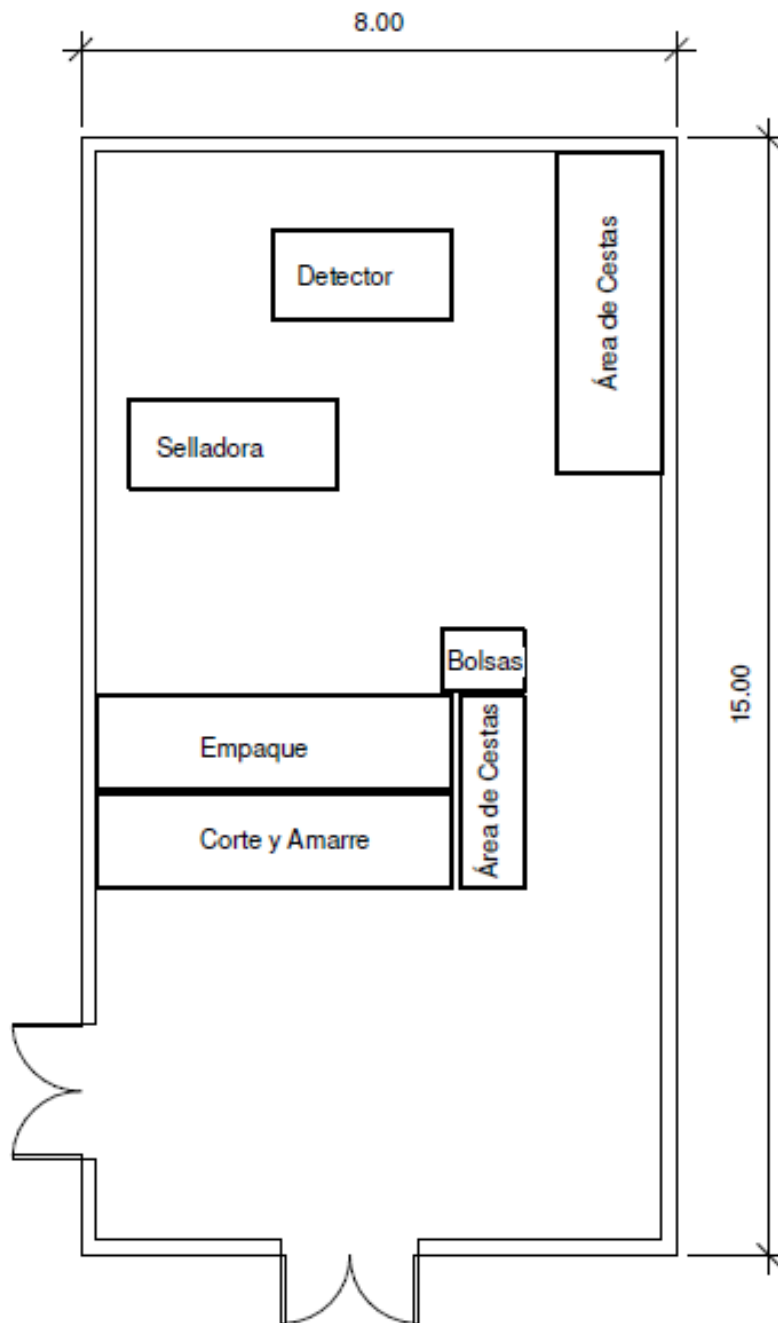 8.00
Detector
Área de Cestas
Selladora
Bolsas
15.00
Empaque
Área de Cestas
Corte y Amarre